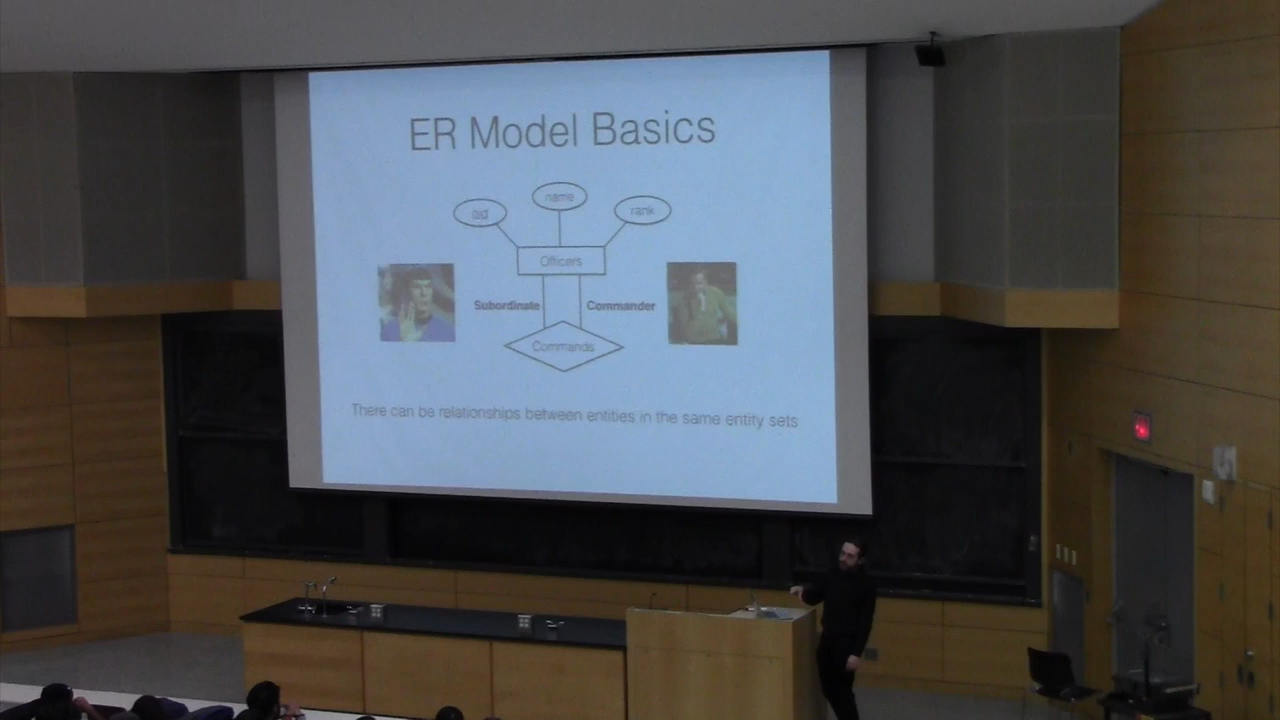 ER Model Basics
name
oid
rank
Officers
Subordinate
Commander
Commands
There can be relationships between entities in the same entity sets